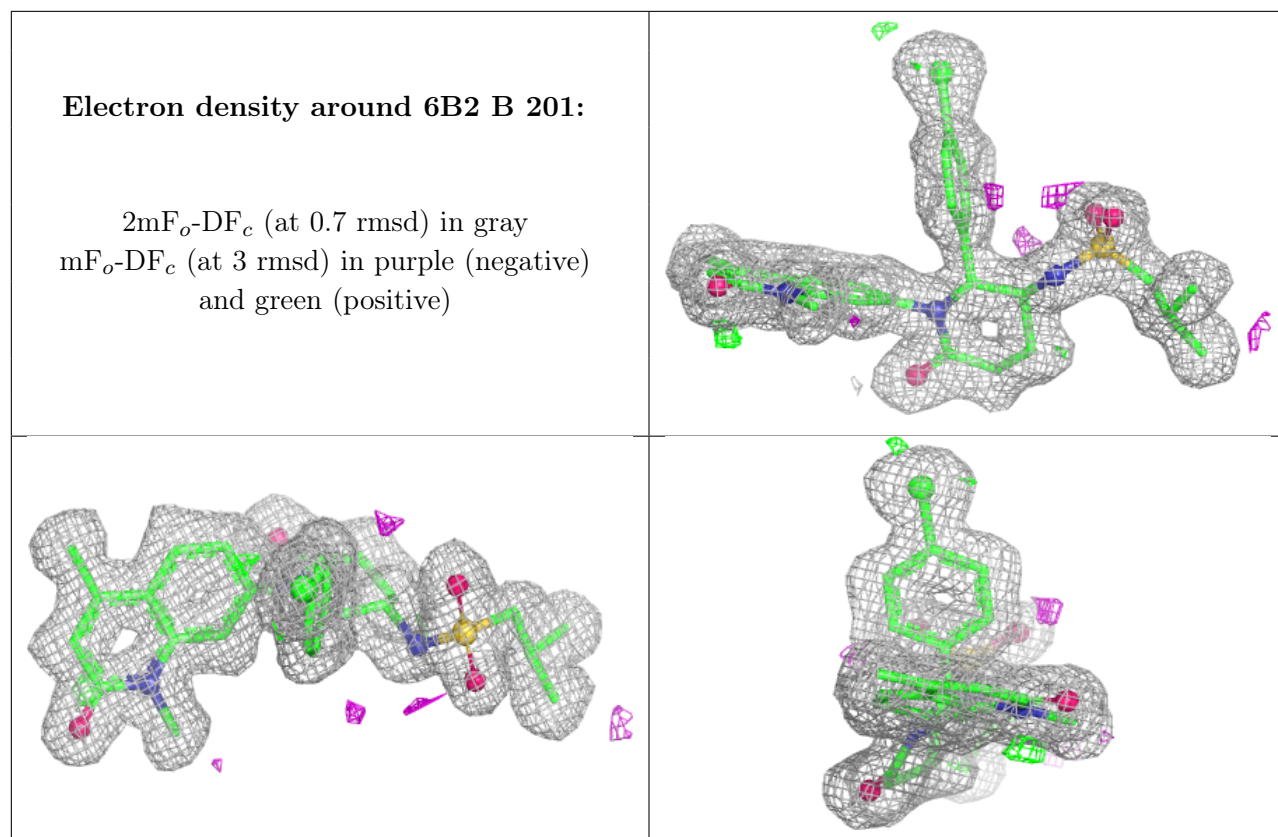 Electron density around 6B2 B 201:
2mFₒ-DF𝒸 (at 0.7 rmsd) in gray
mFₒ-DF𝒸 (at 3 rmsd) in purple (negative)
and green (positive)